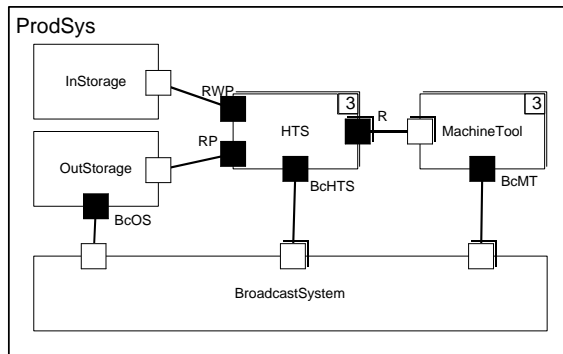 ProdSys
InStorage
RWP
3
3
HTS
R
MachineTool
RP
OutStorage
BcHTS
BcMT
BcOS
BroadcastSystem